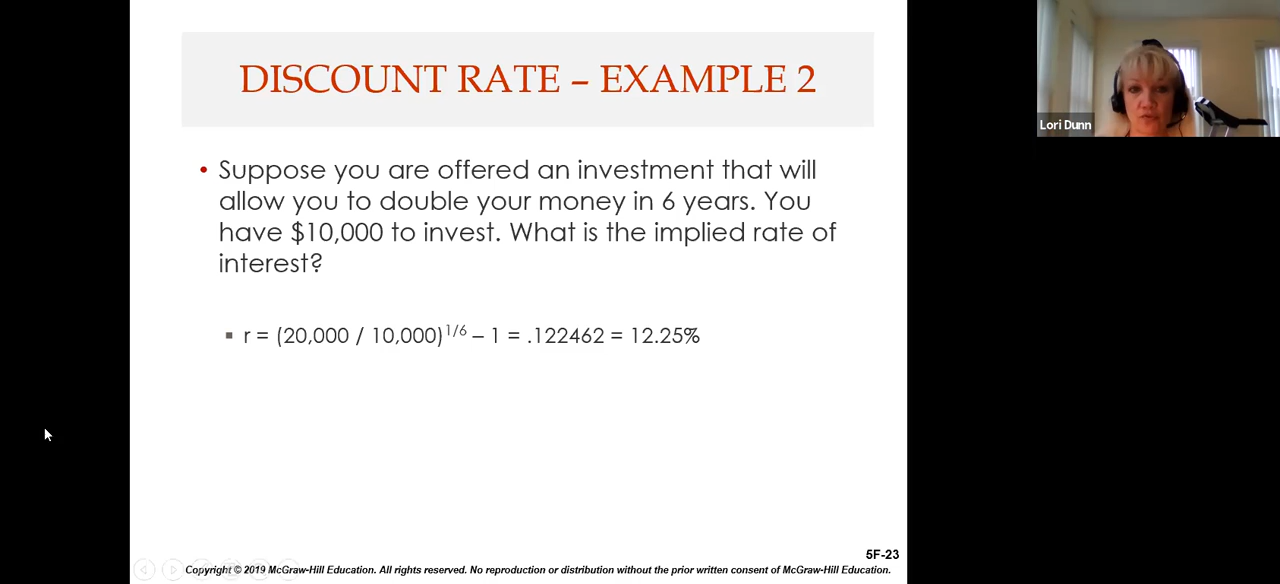 DISCOUNT RATE – EXAMPLE 2
Lori Dunn
• Suppose you are offered an investment that will
allow you to double your money in 6 years. You
have $10,000 to invest. What is the implied rate of
interest?
▪ r = (20,000 / 10,000)^1/6 – 1 = .122462 = 12.25%
5F-23
Copyright © 2019 McGraw-Hill Education. All rights reserved. No reproduction or distribution without the prior written consent of McGraw-Hill Education.